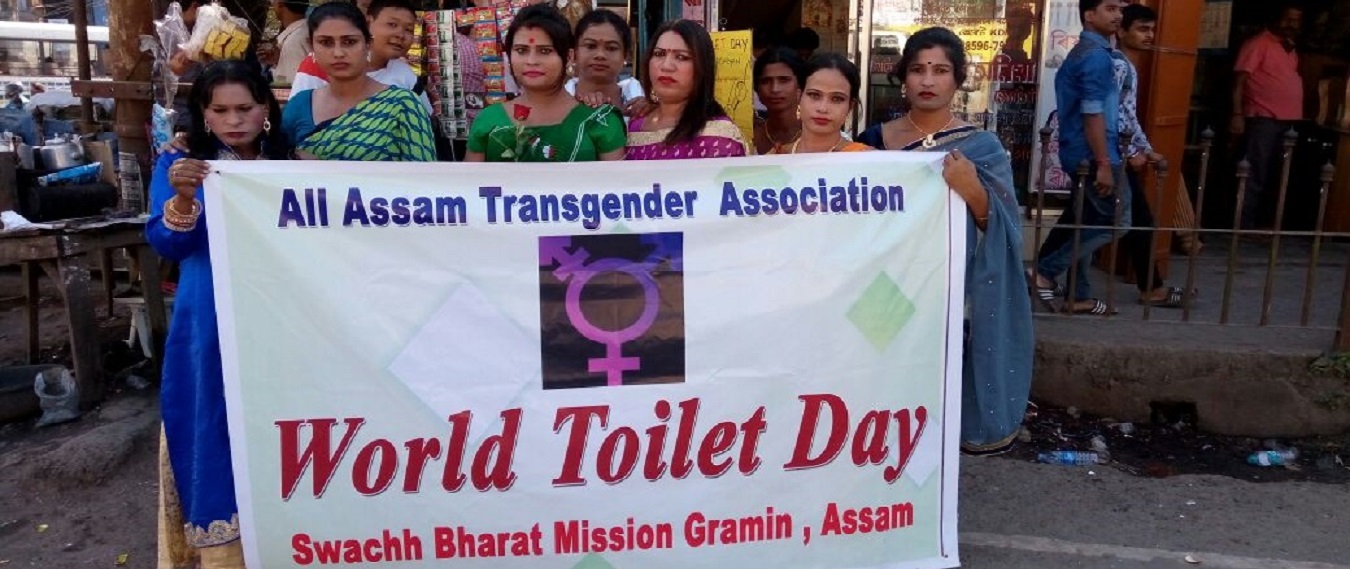 All Assam Transgender Association
World Toilet Day
Swachh Bharat Mission Gramin , Assam